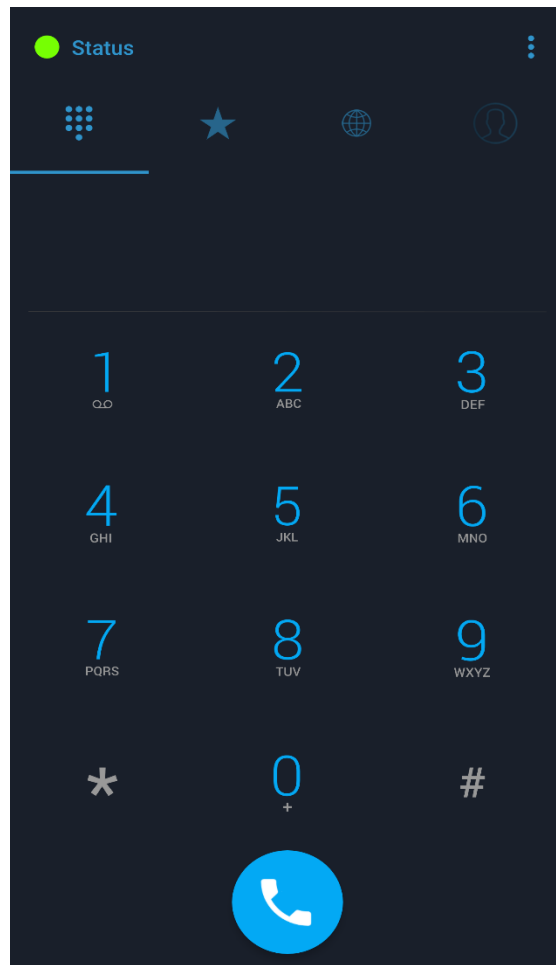 Status
1 2 3
ABC DEF
4 5 6
GHI JKL MNO
7 8 9
PQRS TUV WXYZ
* 0 #
+